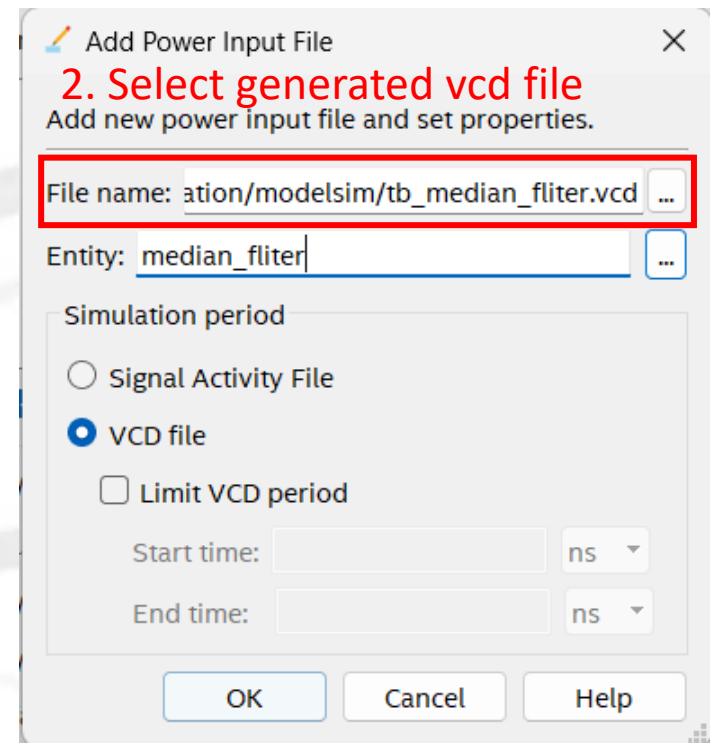 Add Power Input File
2. Select generated vcd file
Add new power input file and set properties.
File name: ation/modelsim/tb_median_fliter.vcd ...
Entity: median_fliter ...
Simulation period
Signal Activity File
VCD file
Limit VCD period
Start time: ns
End time: ns
OK Cancel Help